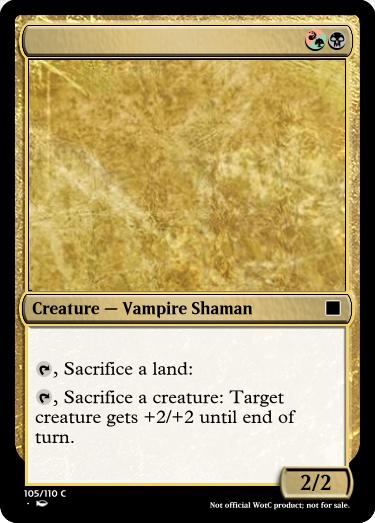 Creature — Vampire Shaman
, Sacrifice a land:
, Sacrifice a creature: Target
creature gets +2/+2 until end of
turn.
2/2
105/110 C
Not official WotC product; not for sale.